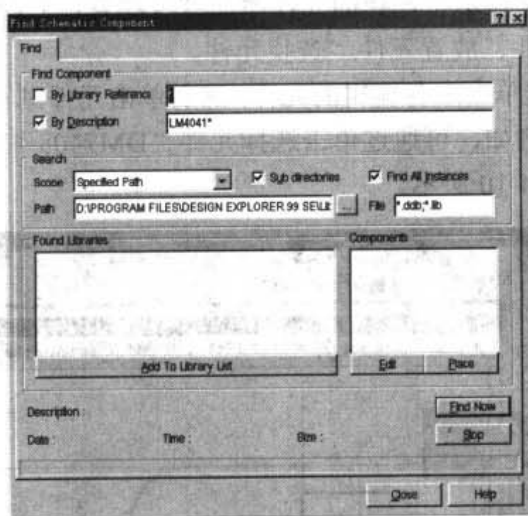 Find Schematic Component
Find
Find Component
By Library Reference
By Description LM4041*
Search
Scope Specified Path Sub directories Find All Instances
Path D:\PROGRAM FILES\DESIGN EXPLORER 99 SE\Lib ... File *.ddb;*.lib
Found Libraries Components
Add To Library List Edit Place
Description :
Find Now
Date : Time : Size : Stop
Close Help